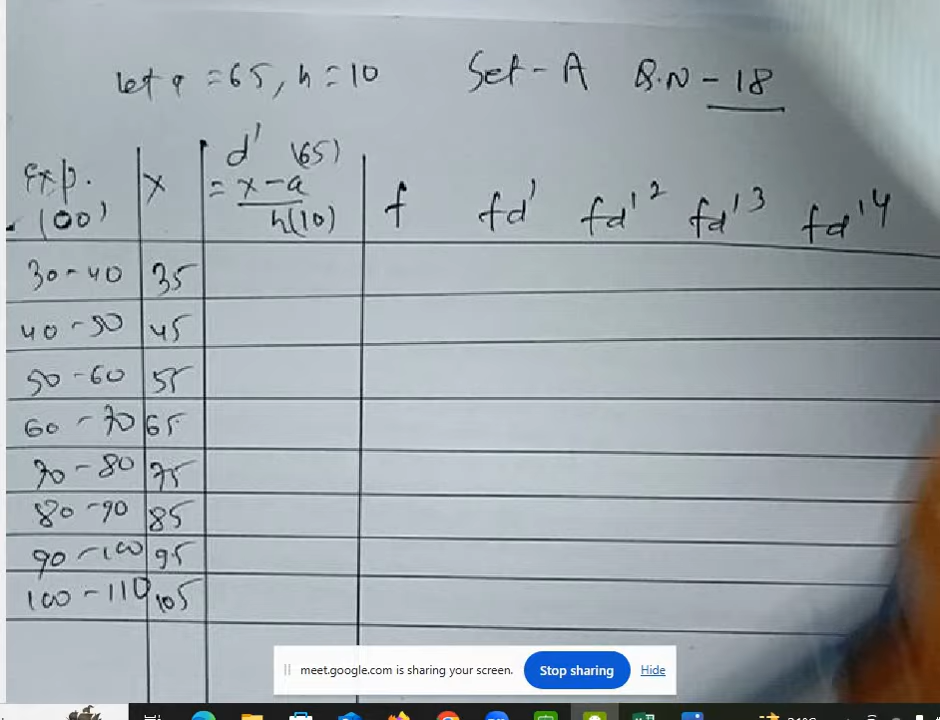 let a = 65, h = 10 Set - A Q.N - 18
Exp. (00) x d' = x - a (65) / h(10) f fd' fd'² fd'³ fd'⁴
30 - 40 35
40 - 50 45
50 - 60 55
60 - 70 65
70 - 80 75
80 - 90 85
90 - 100 95
100 - 110 105
meet.google.com is sharing your screen. Stop sharing Hide